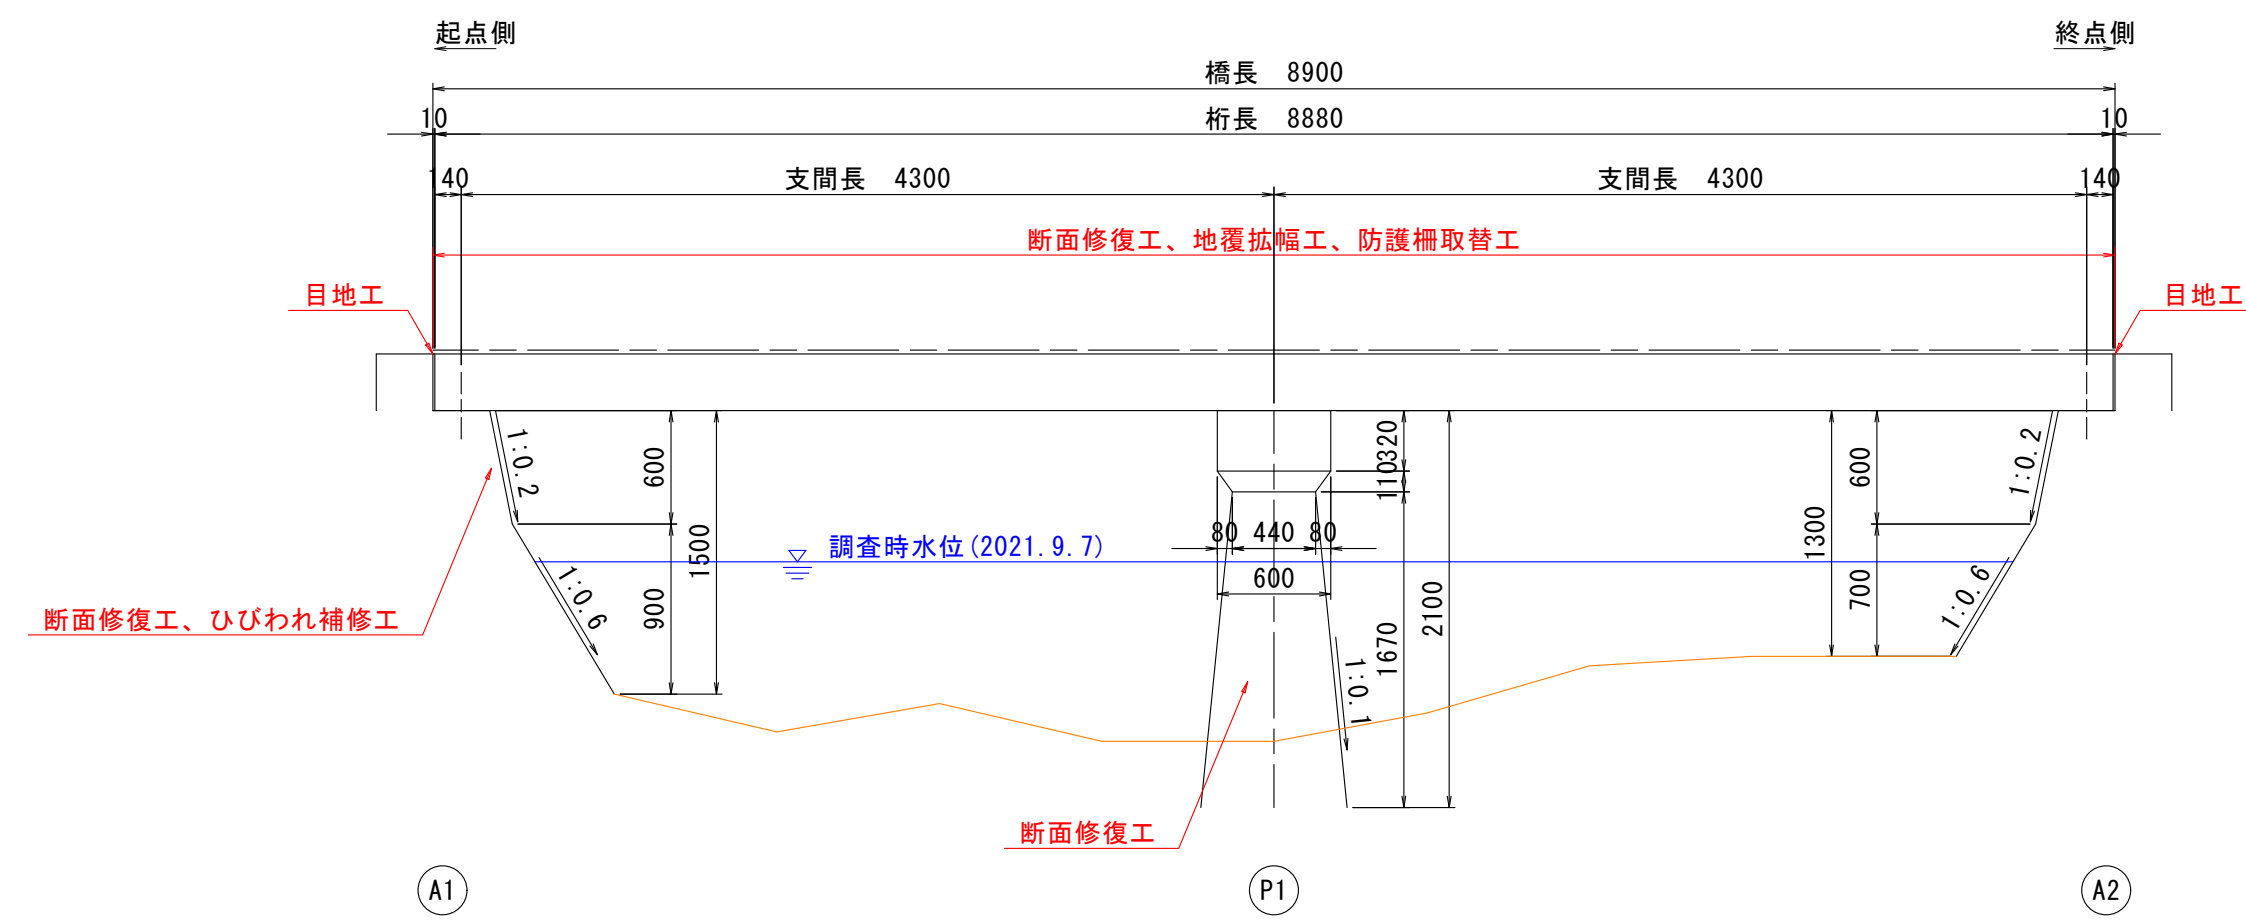 起点側
終点側
橋長　8900
10
桁長　8880
10
140
支間長　4300
支間長　4300
140
断面修復工、地覆拡幅工、防護柵取替工
目地工
目地工
1:0.2
600
1500
320
110
1300
600
1:0.2
80
440
80
調査時水位(2021.9.7)
600
1:0.6
900
断面修復工、ひびわれ補修工
1670
2100
1:0.1
700
1:0.6
断面修復工
A1
P1
A2